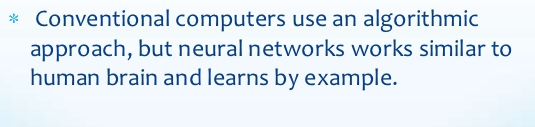 * Conventional computers use an algorithmic
approach, but neural networks works similar to
human brain and learns by example.